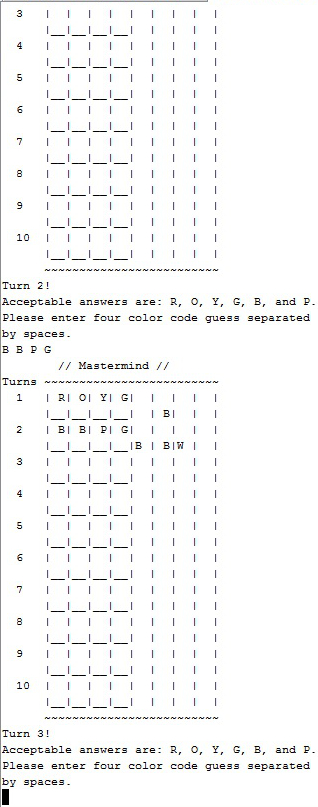 3 | | | | | | | | |
|__|__|__|__| | | | |
4 | | | | | | | | |
|__|__|__|__| | | | |
5 | | | | | | | | |
|__|__|__|__| | | | |
6 | | | | | | | | |
|__|__|__|__| | | | |
7 | | | | | | | | |
|__|__|__|__| | | | |
8 | | | | | | | | |
|__|__|__|__| | | | |
9 | | | | | | | | |
|__|__|__|__| | | | |
10 | | | | | | | | |
|__|__|__|__| | | | |
~~~~~~~~~~~~~~~~~~~~~~~~~
Turn 2!
Acceptable answers are: R, O, Y, G, B, and P.
Please enter four color code guess separated
by spaces.
B B P G
// Mastermind //
Turns ~~~~~~~~~~~~~~~~~~~~~~~~~
1 | R| O| Y| G| | | | |
|__|__|__|__| | B| | |
2 | B| B| P| G| | | | |
|__|__|__|__|B | B|W | |
3 | | | | | | | | |
|__|__|__|__| | | | |
4 | | | | | | | | |
|__|__|__|__| | | | |
5 | | | | | | | | |
|__|__|__|__| | | | |
6 | | | | | | | | |
|__|__|__|__| | | | |
7 | | | | | | | | |
|__|__|__|__| | | | |
8 | | | | | | | | |
|__|__|__|__| | | | |
9 | | | | | | | | |
|__|__|__|__| | | | |
10 | | | | | | | | |
|__|__|__|__| | | | |
~~~~~~~~~~~~~~~~~~~~~~~~~
Turn 3!
Acceptable answers are: R, O, Y, G, B, and P.
Please enter four color code guess separated
by spaces.